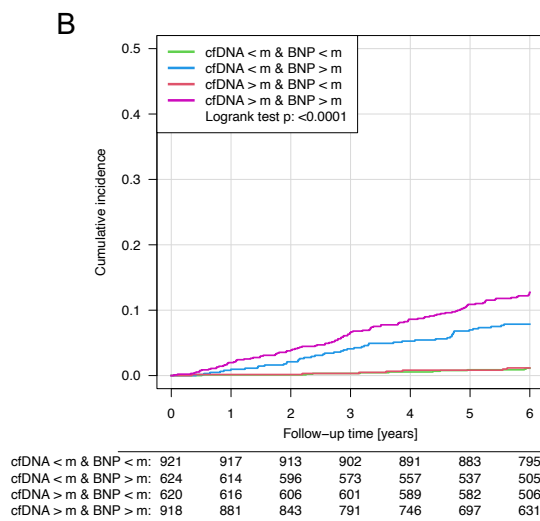 B
cfDNA < m & BNP < m
cfDNA < m & BNP > m
cfDNA > m & BNP < m
cfDNA > m & BNP > m
Logrank test p: <0.0001
Cumulative incidence
0.5
0.4
0.3
0.2
0.1
0.0
0 1 2 3 4 5 6
Follow−up time [years]
cfDNA < m & BNP < m: 921 917 913 902 891 883 795
cfDNA < m & BNP > m: 624 614 596 573 557 537 505
cfDNA > m & BNP < m: 620 616 606 601 589 582 506
cfDNA > m & BNP > m: 918 881 843 791 746 697 631